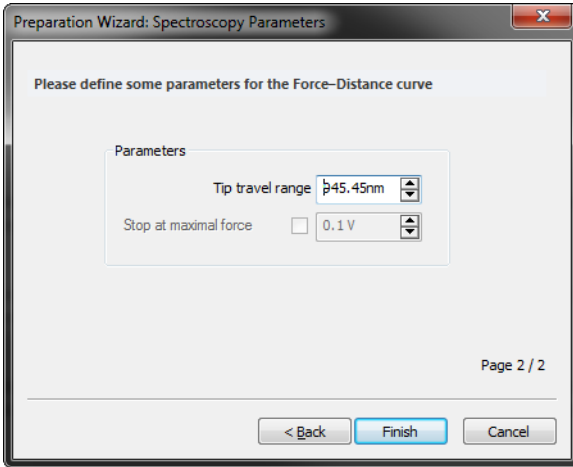 Preparation Wizard: Spectroscopy Parameters
Please define some parameters for the Force-Distance curve
Parameters
Tip travel range
Stop at maximal force 0.1 V
Page 2 / 2
< Back Finish Cancel